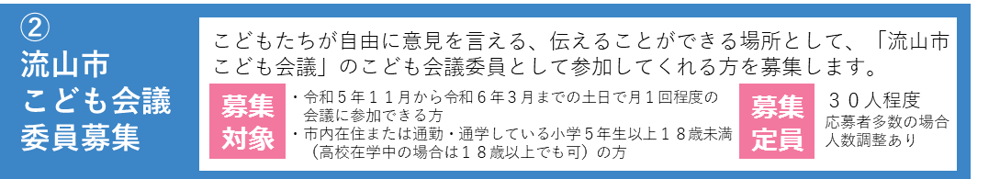 ②
流山市
こども会議
委員募集
こどもたちが自由に意見を言える、伝えることができる場所として、「流山市
こども会議」のこども会議委員として参加してくれる方を募集します。
募集
対象
・令和５年１１月から令和６年３月までの土日で月１回程度の
会議に参加できる方
・市内在住または通勤・通学している小学５年生以上１８歳未満
（高校在学中の場合は１８歳以上でも可）の方
募集
定員
３０人程度
応募者多数の場合
人数調整あり